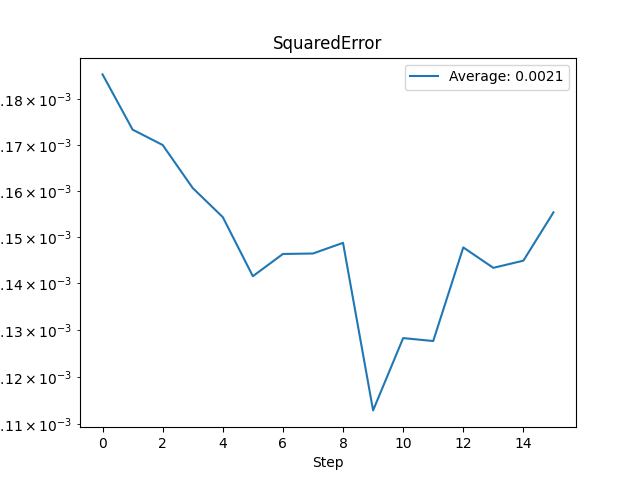 SquaredError
Average: 0.0021
.18 × 10⁻³
.17 × 10⁻³
.16 × 10⁻³
.15 × 10⁻³
.14 × 10⁻³
.13 × 10⁻³
.12 × 10⁻³
.11 × 10⁻³
0 2 4 6 8 10 12 14
Step